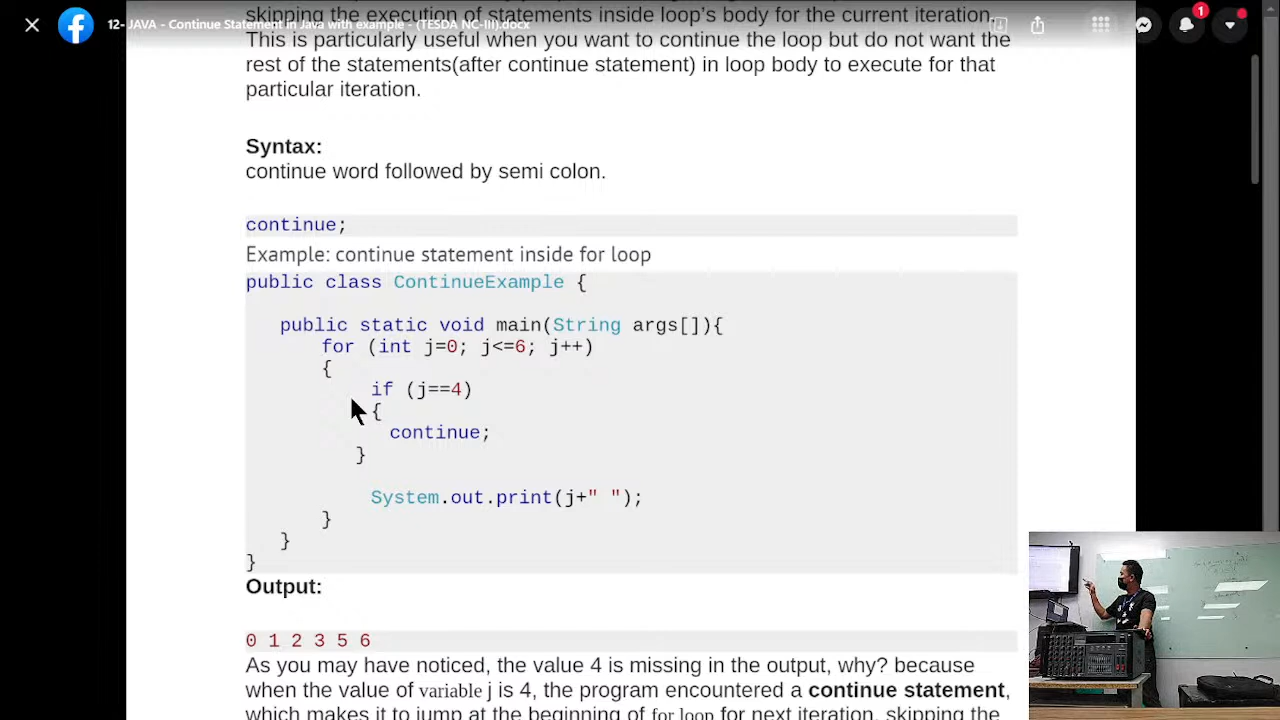 skipping the execution of statements inside loop's body for the current iteration.
12- JAVA - Continue Statement in Java with example - (TESDA NC-III).docx
1
This is particularly useful when you want to continue the loop but do not want the
rest of the statements(after continue statement) in loop body to execute for that
particular iteration.
Syntax:
continue word followed by semi colon.
continue;
Example: continue statement inside for loop
public class ContinueExample {
public static void main(String args[]){
for (int j=0; j<=6; j++)
{
if (j==4)
{
continue;
}
System.out.print(j+" ");
}
}
}
Output:
0 1 2 3 5 6
As you may have noticed, the value 4 is missing in the output, why? because
when the value of variable j is 4, the program encountered a continue statement,
which makes it to jump at the beginning of for loop for next iteration, skipping the